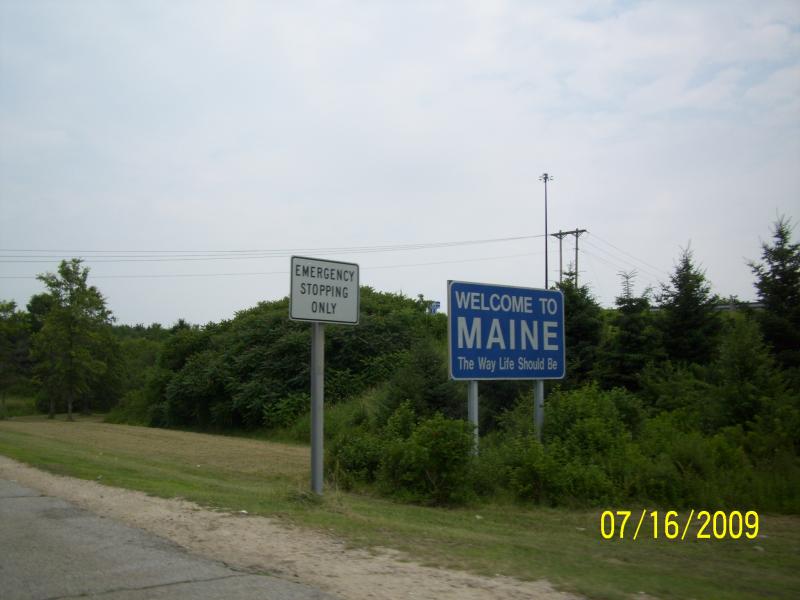 EMERGENCY
STOPPING
ONLY
WELCOME TO
MAINE
The Way Life Should Be
07/16/2009